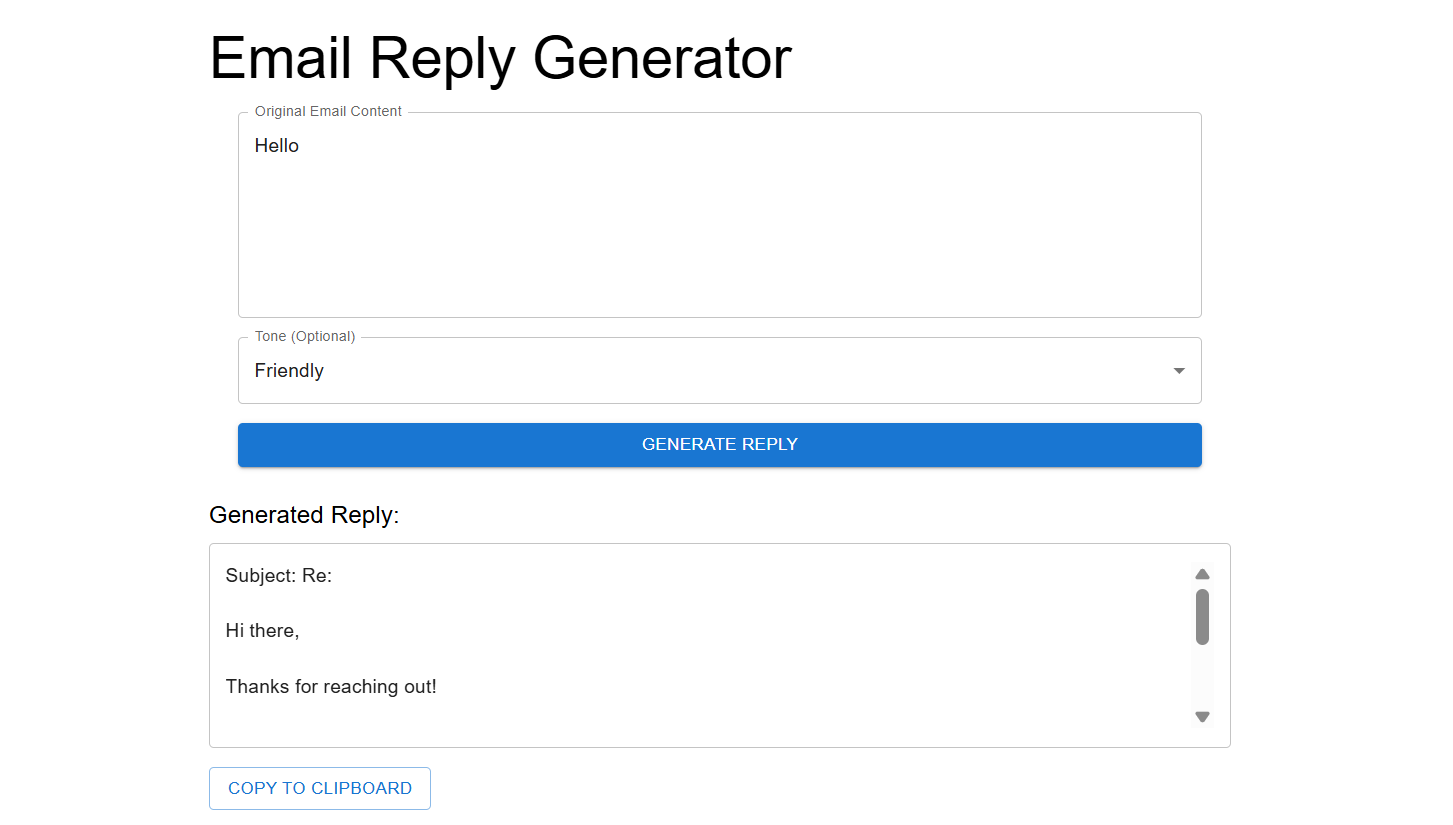 Email Reply Generator
Original Email Content
Hello
Tone (Optional)
Friendly
GENERATE REPLY
Generated Reply:
Subject: Re:
Hi there,
Thanks for reaching out!
COPY TO CLIPBOARD